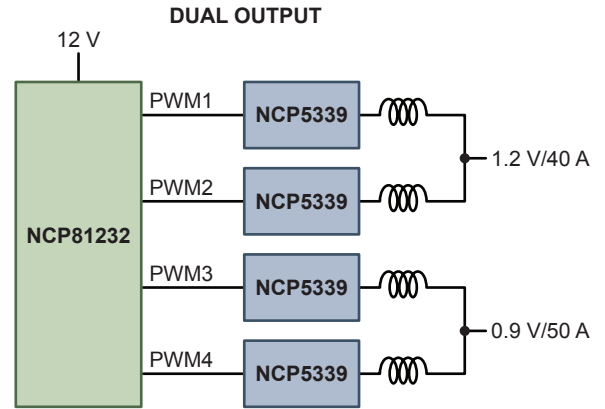 DUAL OUTPUT
12 V
PWM1
NCP5339
1.2 V/40 A
PWM2
NCP5339
NCP81232
PWM3
NCP5339
0.9 V/50 A
PWM4
NCP5339